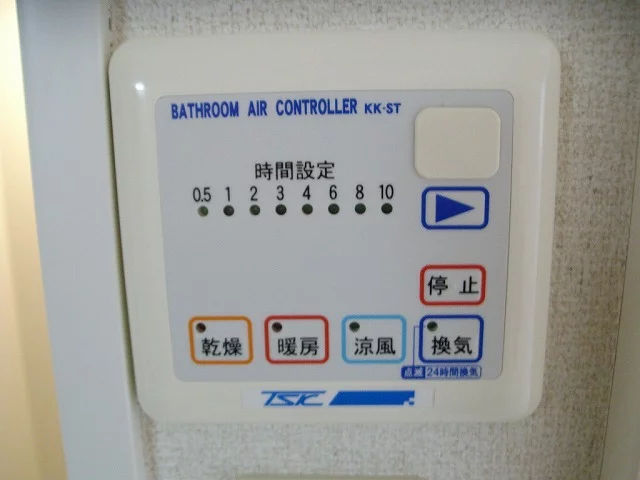 BATHROOM AIR CONTROLLER KK-ST
時間設定
0.5 1 2 3 4 6 8 10
停止
乾燥 暖房 涼風 換気
点滅 24時間換気
TSK